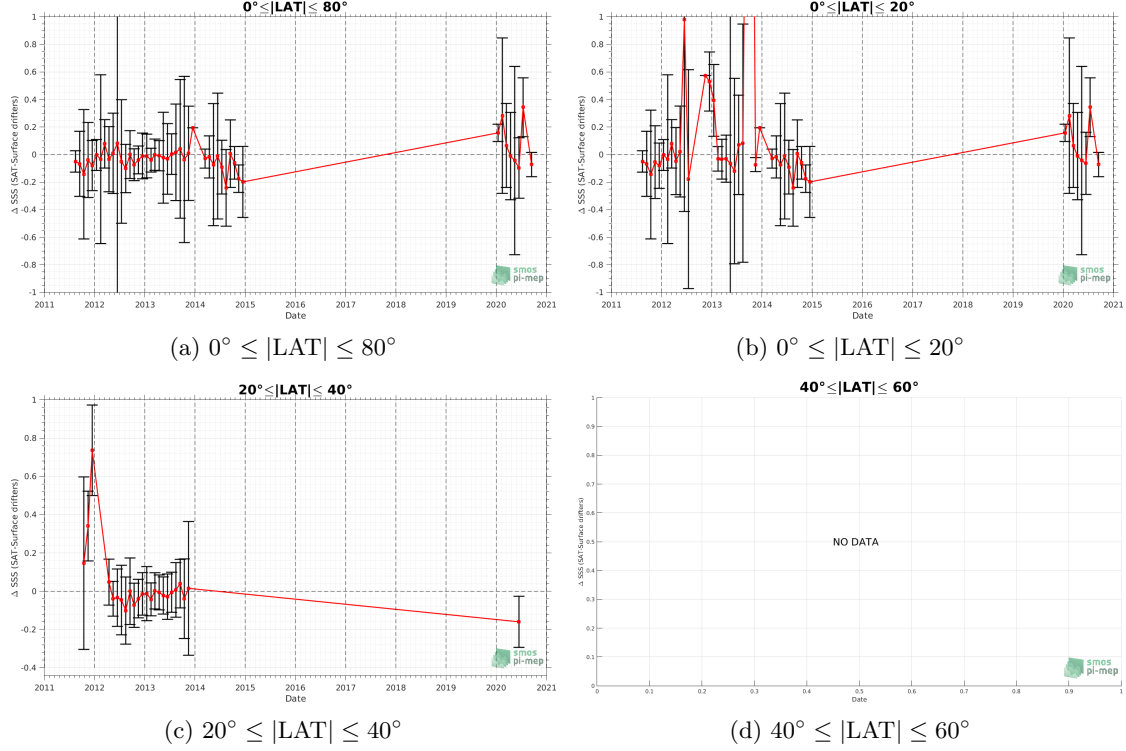 0°≤|LAT|≤ 80°
Δ SSS (SAT-Surface drifters)
1
0.8
0.6
0.4
0.2
0
-0.2
-0.4
-0.6
-0.8
-1
2011 2012 2013 2014 2015 2016 2017 2018 2019 2020 2021
Date
smos
pi-mep
(a) 0° ≤ |LAT| ≤ 80°
0°≤|LAT|≤ 20°
Δ SSS (SAT-Surface drifters)
1
0.8
0.6
0.4
0.2
0
-0.2
-0.4
-0.6
-0.8
-1
2011 2012 2013 2014 2015 2016 2017 2018 2019 2020 2021
Date
smos
pi-mep
(b) 0° ≤ |LAT| ≤ 20°
20°≤|LAT|≤ 40°
Δ SSS (SAT-Surface drifters)
1
0.8
0.6
0.4
0.2
0
-0.2
-0.4
2011 2012 2013 2014 2015 2016 2017 2018 2019 2020 2021
Date
smos
pi-mep
(c) 20° ≤ |LAT| ≤ 40°
40°≤|LAT|≤ 60°
Δ SSS (SAT-Surface drifters)
1
0.9
0.8
0.7
0.6
0.5
0.4
0.3
0.2
0.1
0
NO DATA
0 0.1 0.2 0.3 0.4 0.5 0.6 0.7 0.8 0.9 1
Date
smos
pi-mep
(d) 40° ≤ |LAT| ≤ 60°